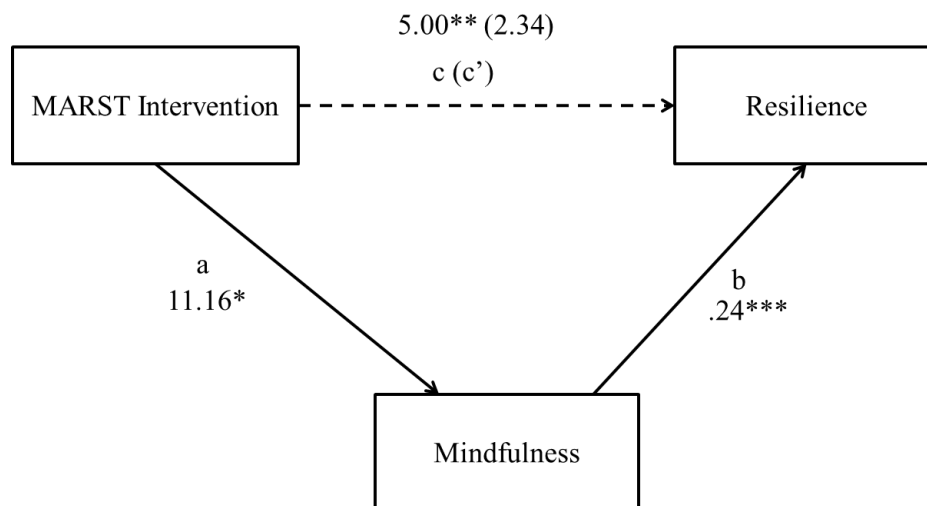 5.00** (2.34)
c (c’)
MARST Intervention
Resilience
a
11.16*
b
.24***
Mindfulness